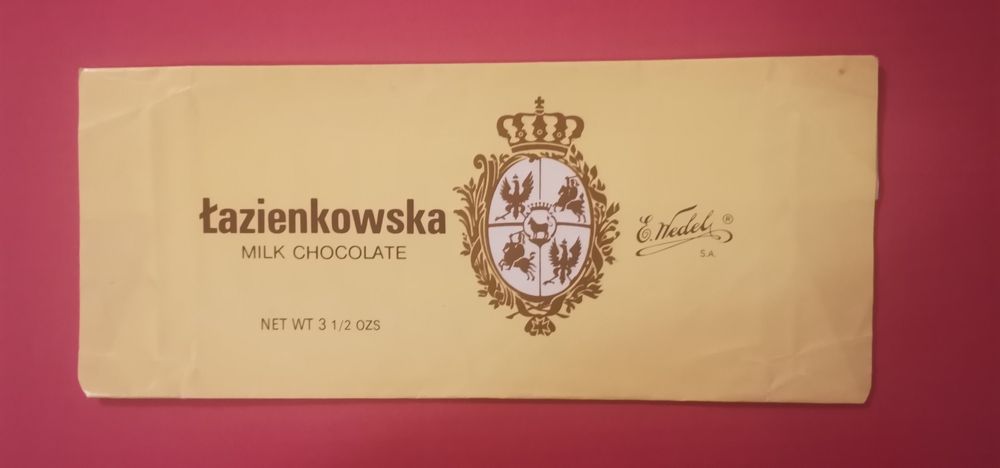 Łazienkowska
MILK CHOCOLATE
NET WT 3 1/2 OZS
E. Wedel ®
S.A.